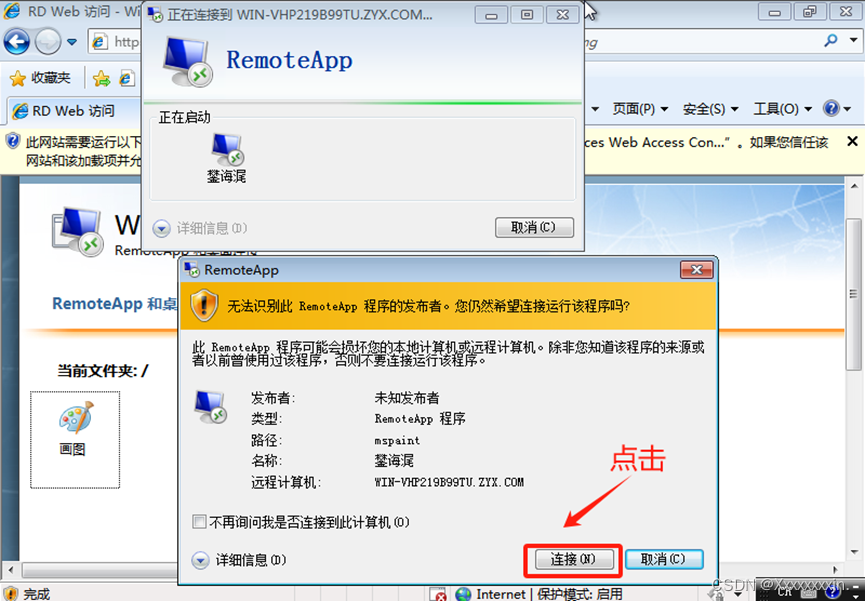 RD Web 访问 - Wi
正在连接到 WIN-VHP219B99TU.ZYX.COM...
http
ng
RemoteApp
收藏夹
RD Web 访问
页面(P)
安全(S)
工具(O)
正在启动
此网站需要运行以下
ces Web Access Con...”。如果您信任该
网站和该加载项并允
鐢诲浘
详细信息(D)
取消(C)
W
RemoteApp 和桌面连接
RemoteApp 和桌
RemoteApp
无法识别此 RemoteApp 程序的发布者。您仍然希望连接运行该程序吗?
此 RemoteApp 程序可能会损坏您的本地计算机或远程计算机。除非您知道该程序的来源或
者以前曾使用过该程序，否则不要连接运行该程序。
当前文件夹: /
画图
发布者: 未知发布者
类型: RemoteApp 程序
路径: mspaint
名称: 鐢诲浘
远程计算机: WIN-VHP219B99TU.ZYX.COM
点击
不再询问我是否连接到此计算机(O)
详细信息(D)
连接(N)
取消(C)
完成
Internet | 保护模式: 启用
CSDN @Xxxxxxxin.
CK